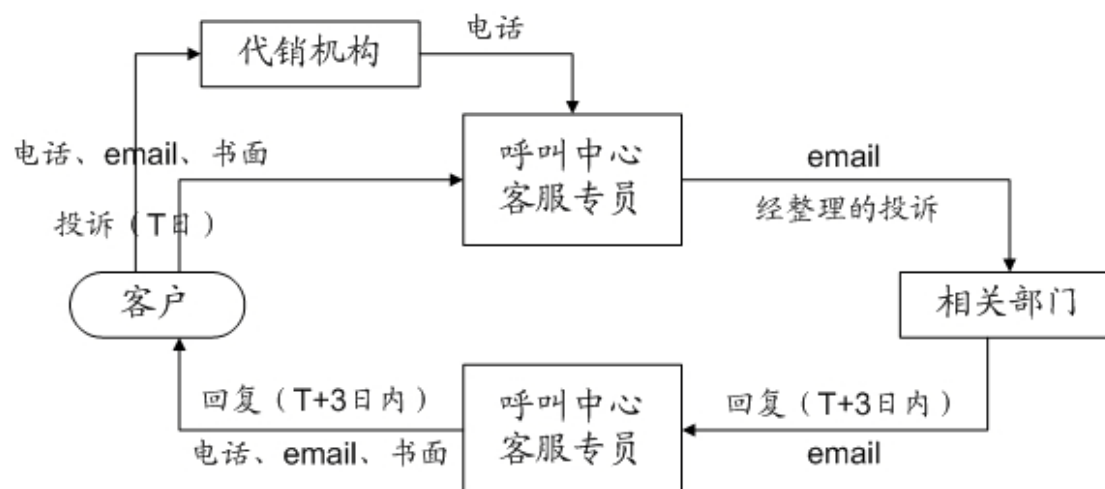 代销机构
电话
电话、email、书面
呼叫中心
客服专员
email
经整理的投诉
投诉（T日）
客户
相关部门
回复（T+3日内）
电话、email、书面
呼叫中心
客服专员
回复（T+3日内）
email